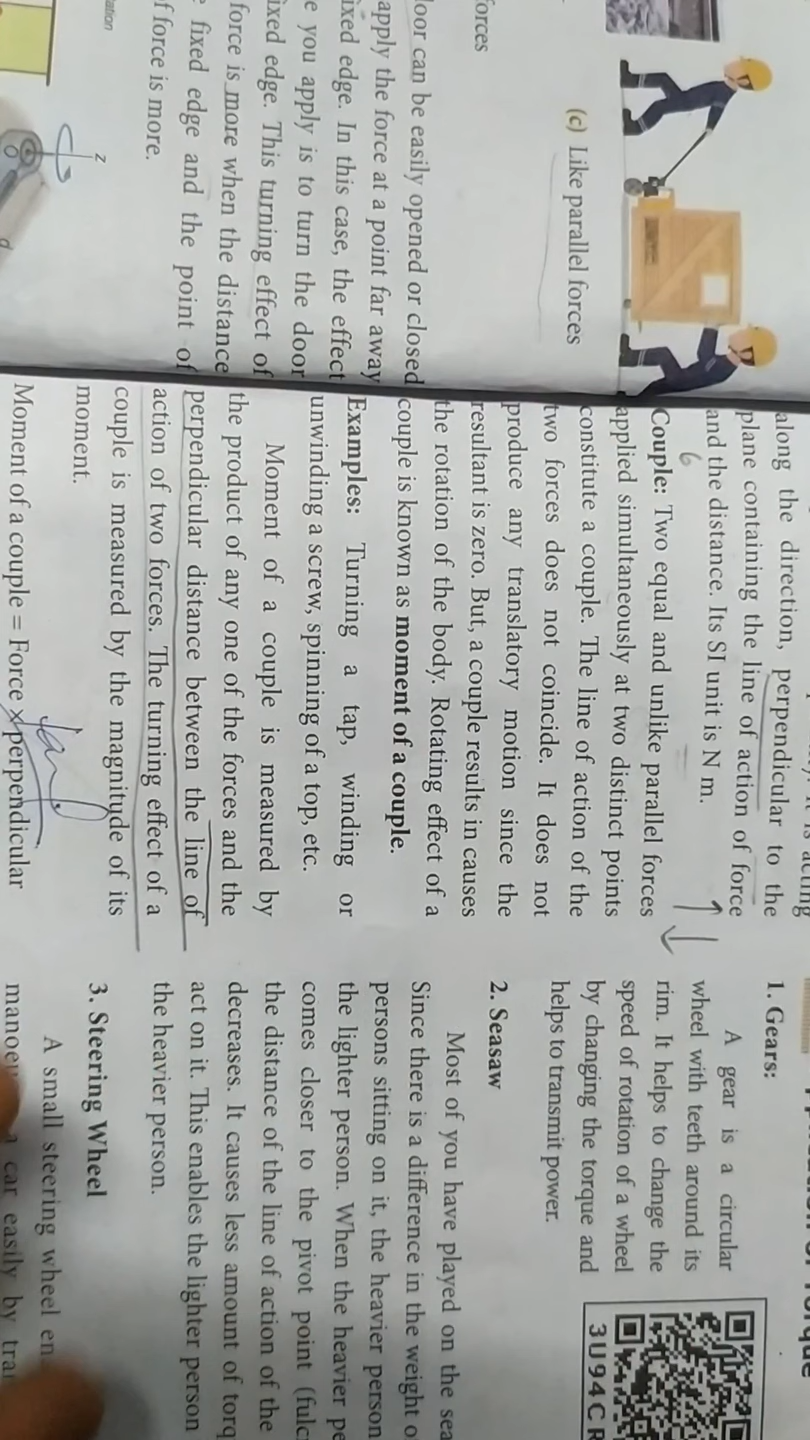 (c) Like parallel forces
forces
door can be easily opened or closed
apply the force at a point far away
fixed edge. In this case, the effect
you apply is to turn the door
fixed edge. This turning effect of
force is more when the distance
fixed edge and the point of
force is more.
z
d
along the direction, perpendicular to the
plane containing the line of action of force
and the distance. Its SI unit is N m.
6
Couple: Two equal and unlike parallel forces
applied simultaneously at two distinct points
constitute a couple. The line of action of the
two forces does not coincide. It does not
produce any translatory motion since the
resultant is zero. But, a couple results in causes
the rotation of the body. Rotating effect of a
couple is known as moment of a couple.
Examples: Turning a tap, winding or
unwinding a screw, spinning of a top, etc.
Moment of a couple is measured by
the product of any one of the forces and the
perpendicular distance between the line of
action of two forces. The turning effect of a
couple is measured by the magnitude of its
moment.
Moment of a couple = Force × perpendicular
1. Gears:
A gear is a circular
wheel with teeth around its
rim. It helps to change the
speed of rotation of a wheel
by changing the torque and
helps to transmit power.
3U94CR
2. Seasaw
Most of you have played on the
Since there is a difference in the weight
persons sitting on it, the heavier person
the lighter person. When the heavier
comes closer to the pivot point
the distance of the line of action of the
decreases. It causes less amount of
act on it. This enables the lighter person
the heavier person.
3. Steering Wheel
A small steering wheel
car easily by